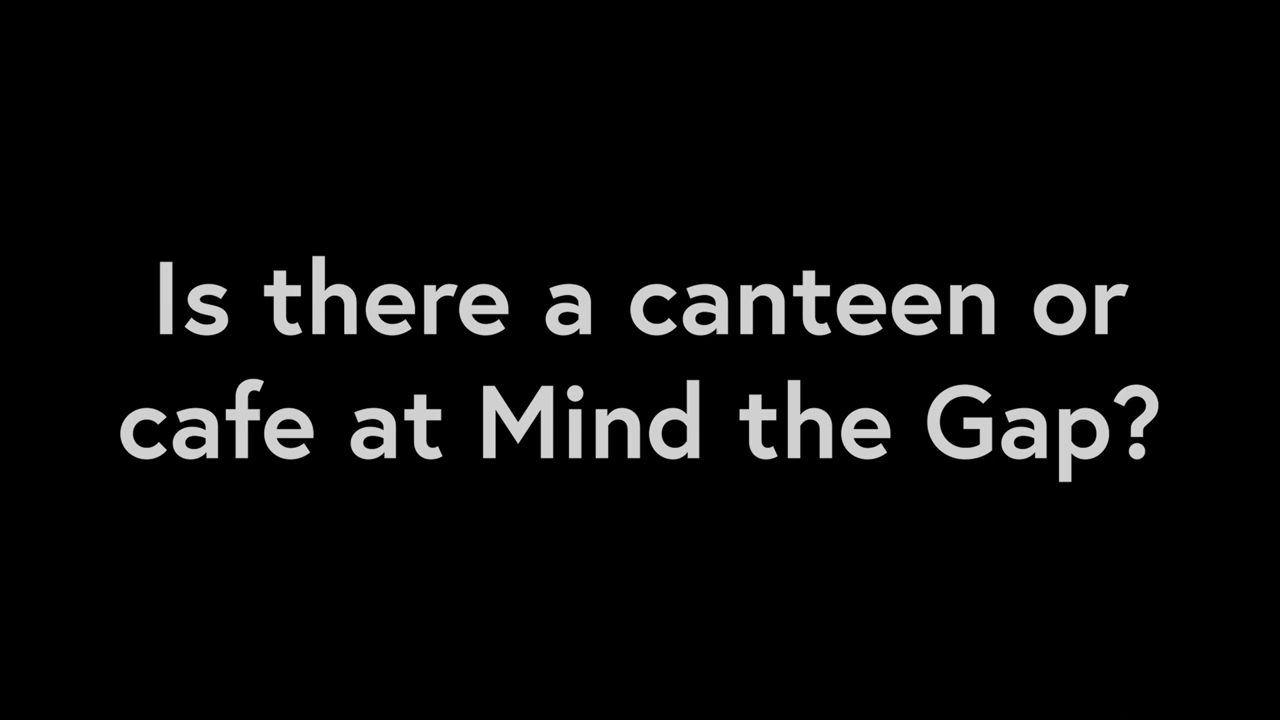 Is there a canteen or
cafe at Mind the Gap?